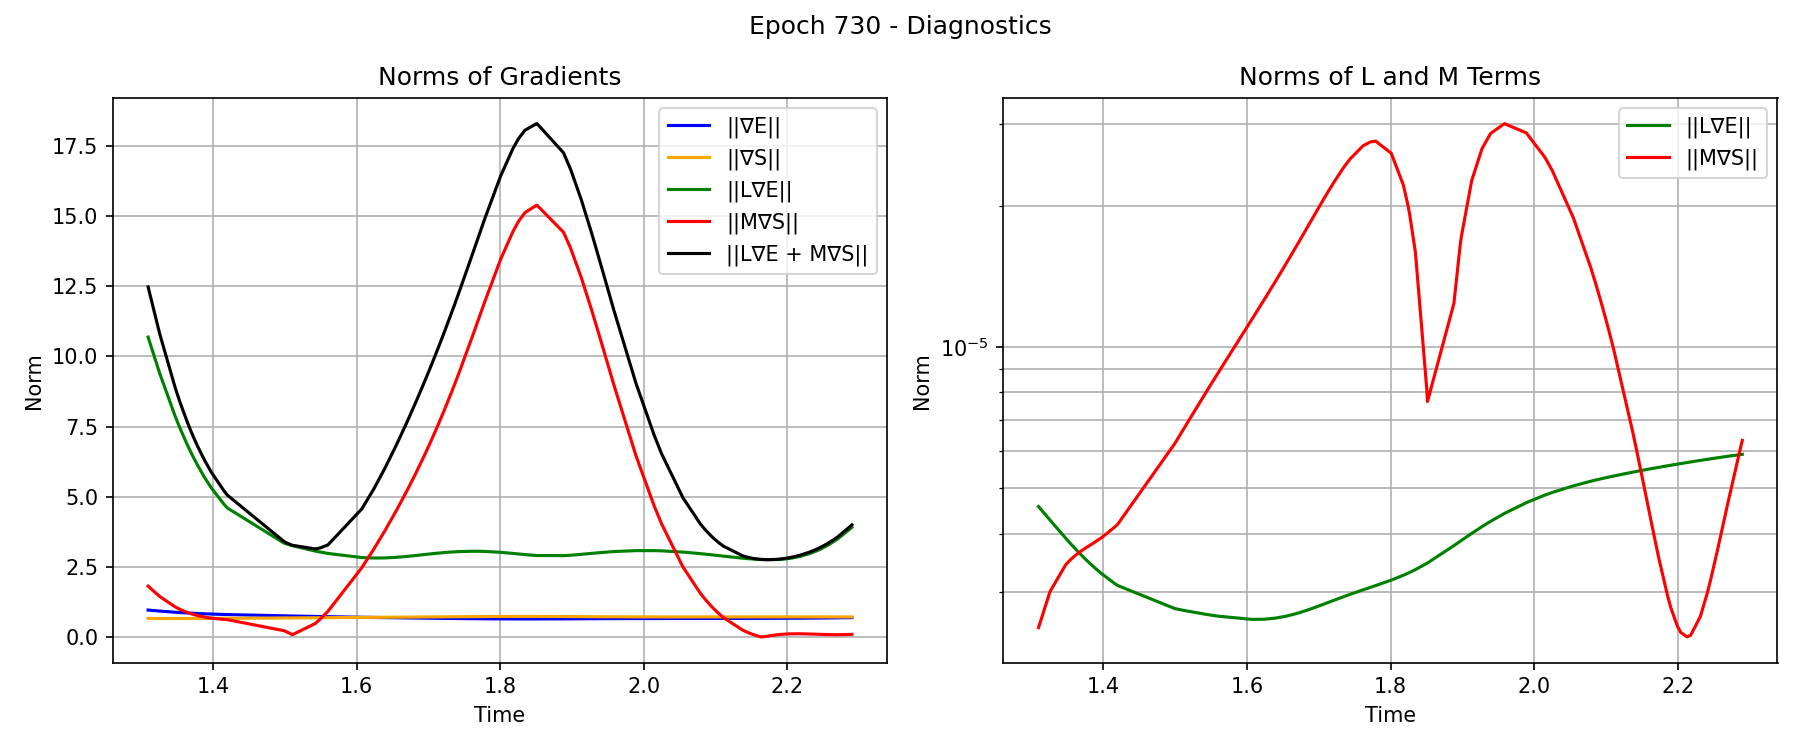 Epoch 730 - Diagnostics
Norms of Gradients
Norm
17.5
15.0
12.5
10.0
7.5
5.0
2.5
0.0
||∇E||
||∇S||
||L∇E||
||M∇S||
||L∇E + M∇S||
1.4 1.6 1.8 2.0 2.2
Time
Norms of L and M Terms
Norm
10⁻⁵
||L∇E||
||M∇S||
1.4 1.6 1.8 2.0 2.2
Time